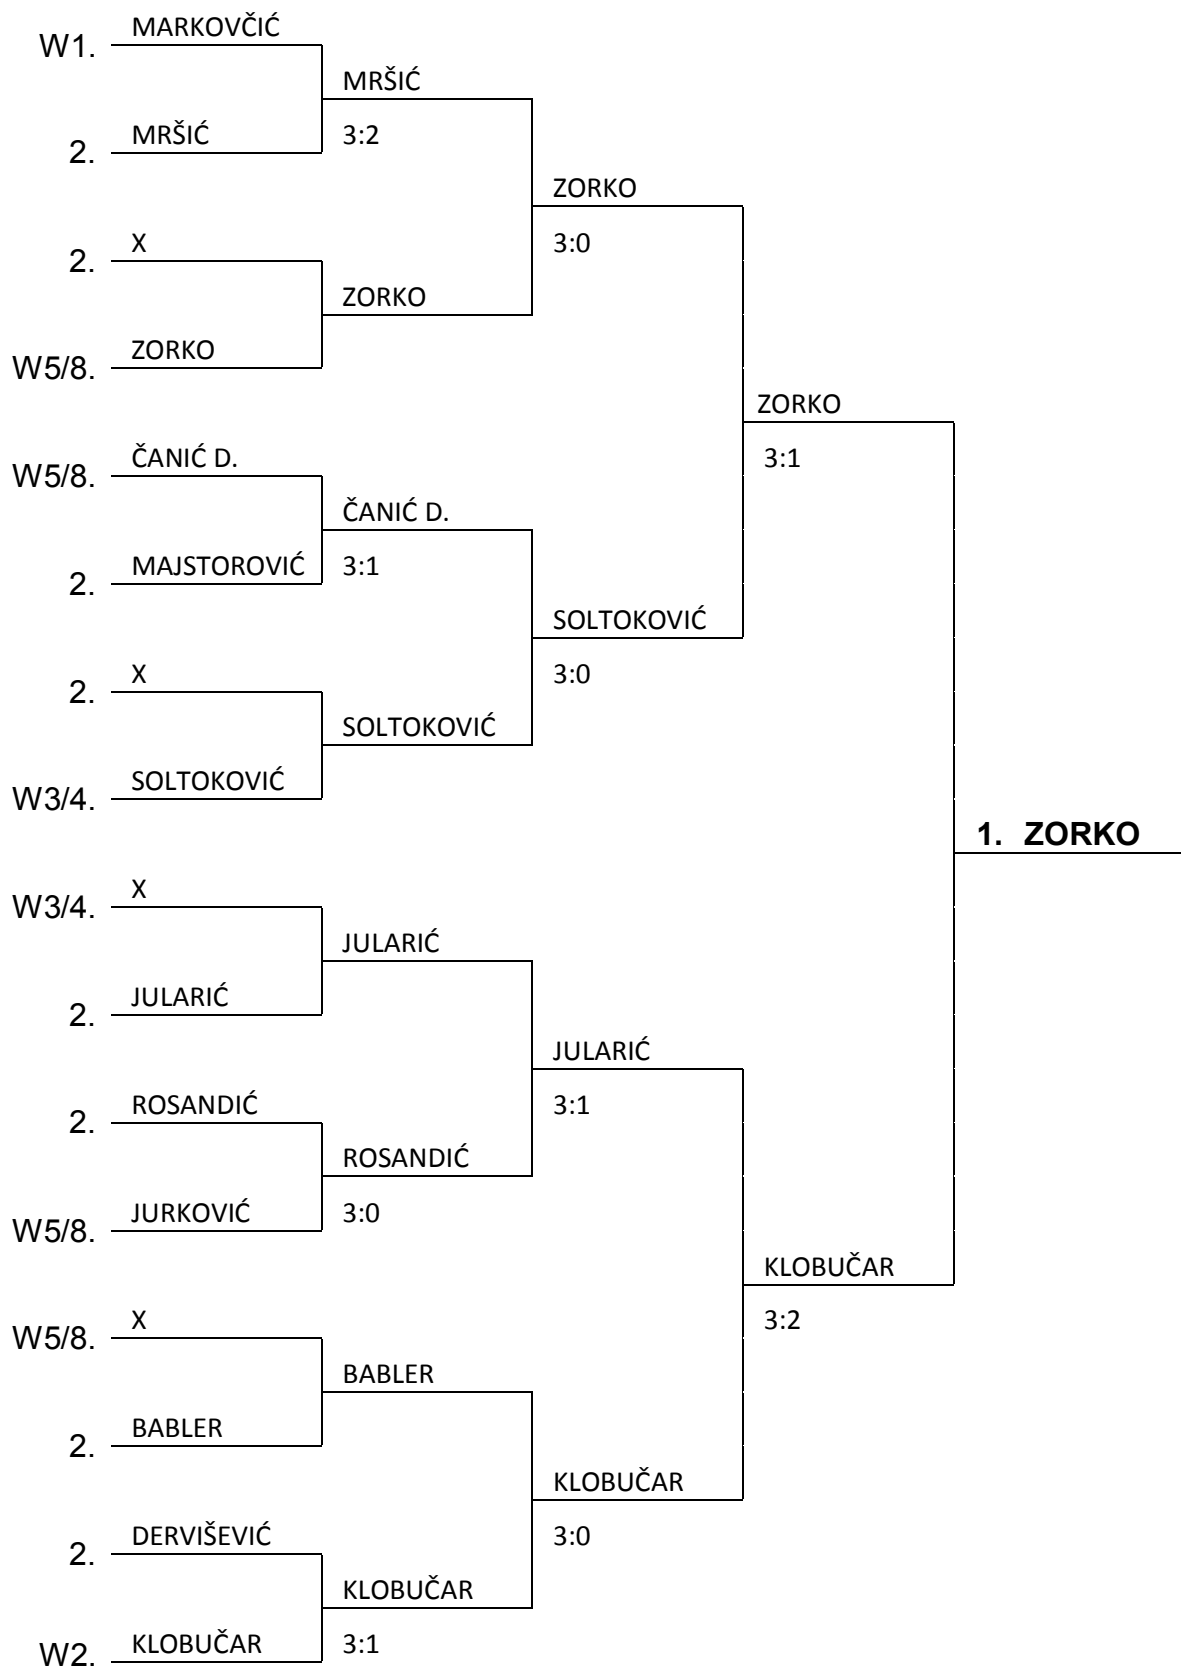 W1. MARKOVČIĆ
MRŠIĆ
2. MRŠIĆ 3:2
ZORKO
2. X 3:0
ZORKO
W5/8. ZORKO
ZORKO
W5/8. ČANIĆ D. 3:1
ČANIĆ D.
2. MAJSTOROVIĆ 3:1
SOLTOKOVIĆ
2. X 3:0
SOLTOKOVIĆ
W3/4. SOLTOKOVIĆ
1. ZORKO
W3/4. X
JULARIĆ
2. JULARIĆ
JULARIĆ
2. ROSANDIĆ 3:1
ROSANDIĆ
W5/8. JURKOVIĆ 3:0
KLOBUČAR
W5/8. X 3:2
BABLER
2. BABLER
KLOBUČAR
2. DERVIŠEVIĆ 3:0
KLOBUČAR
W2. KLOBUČAR 3:1